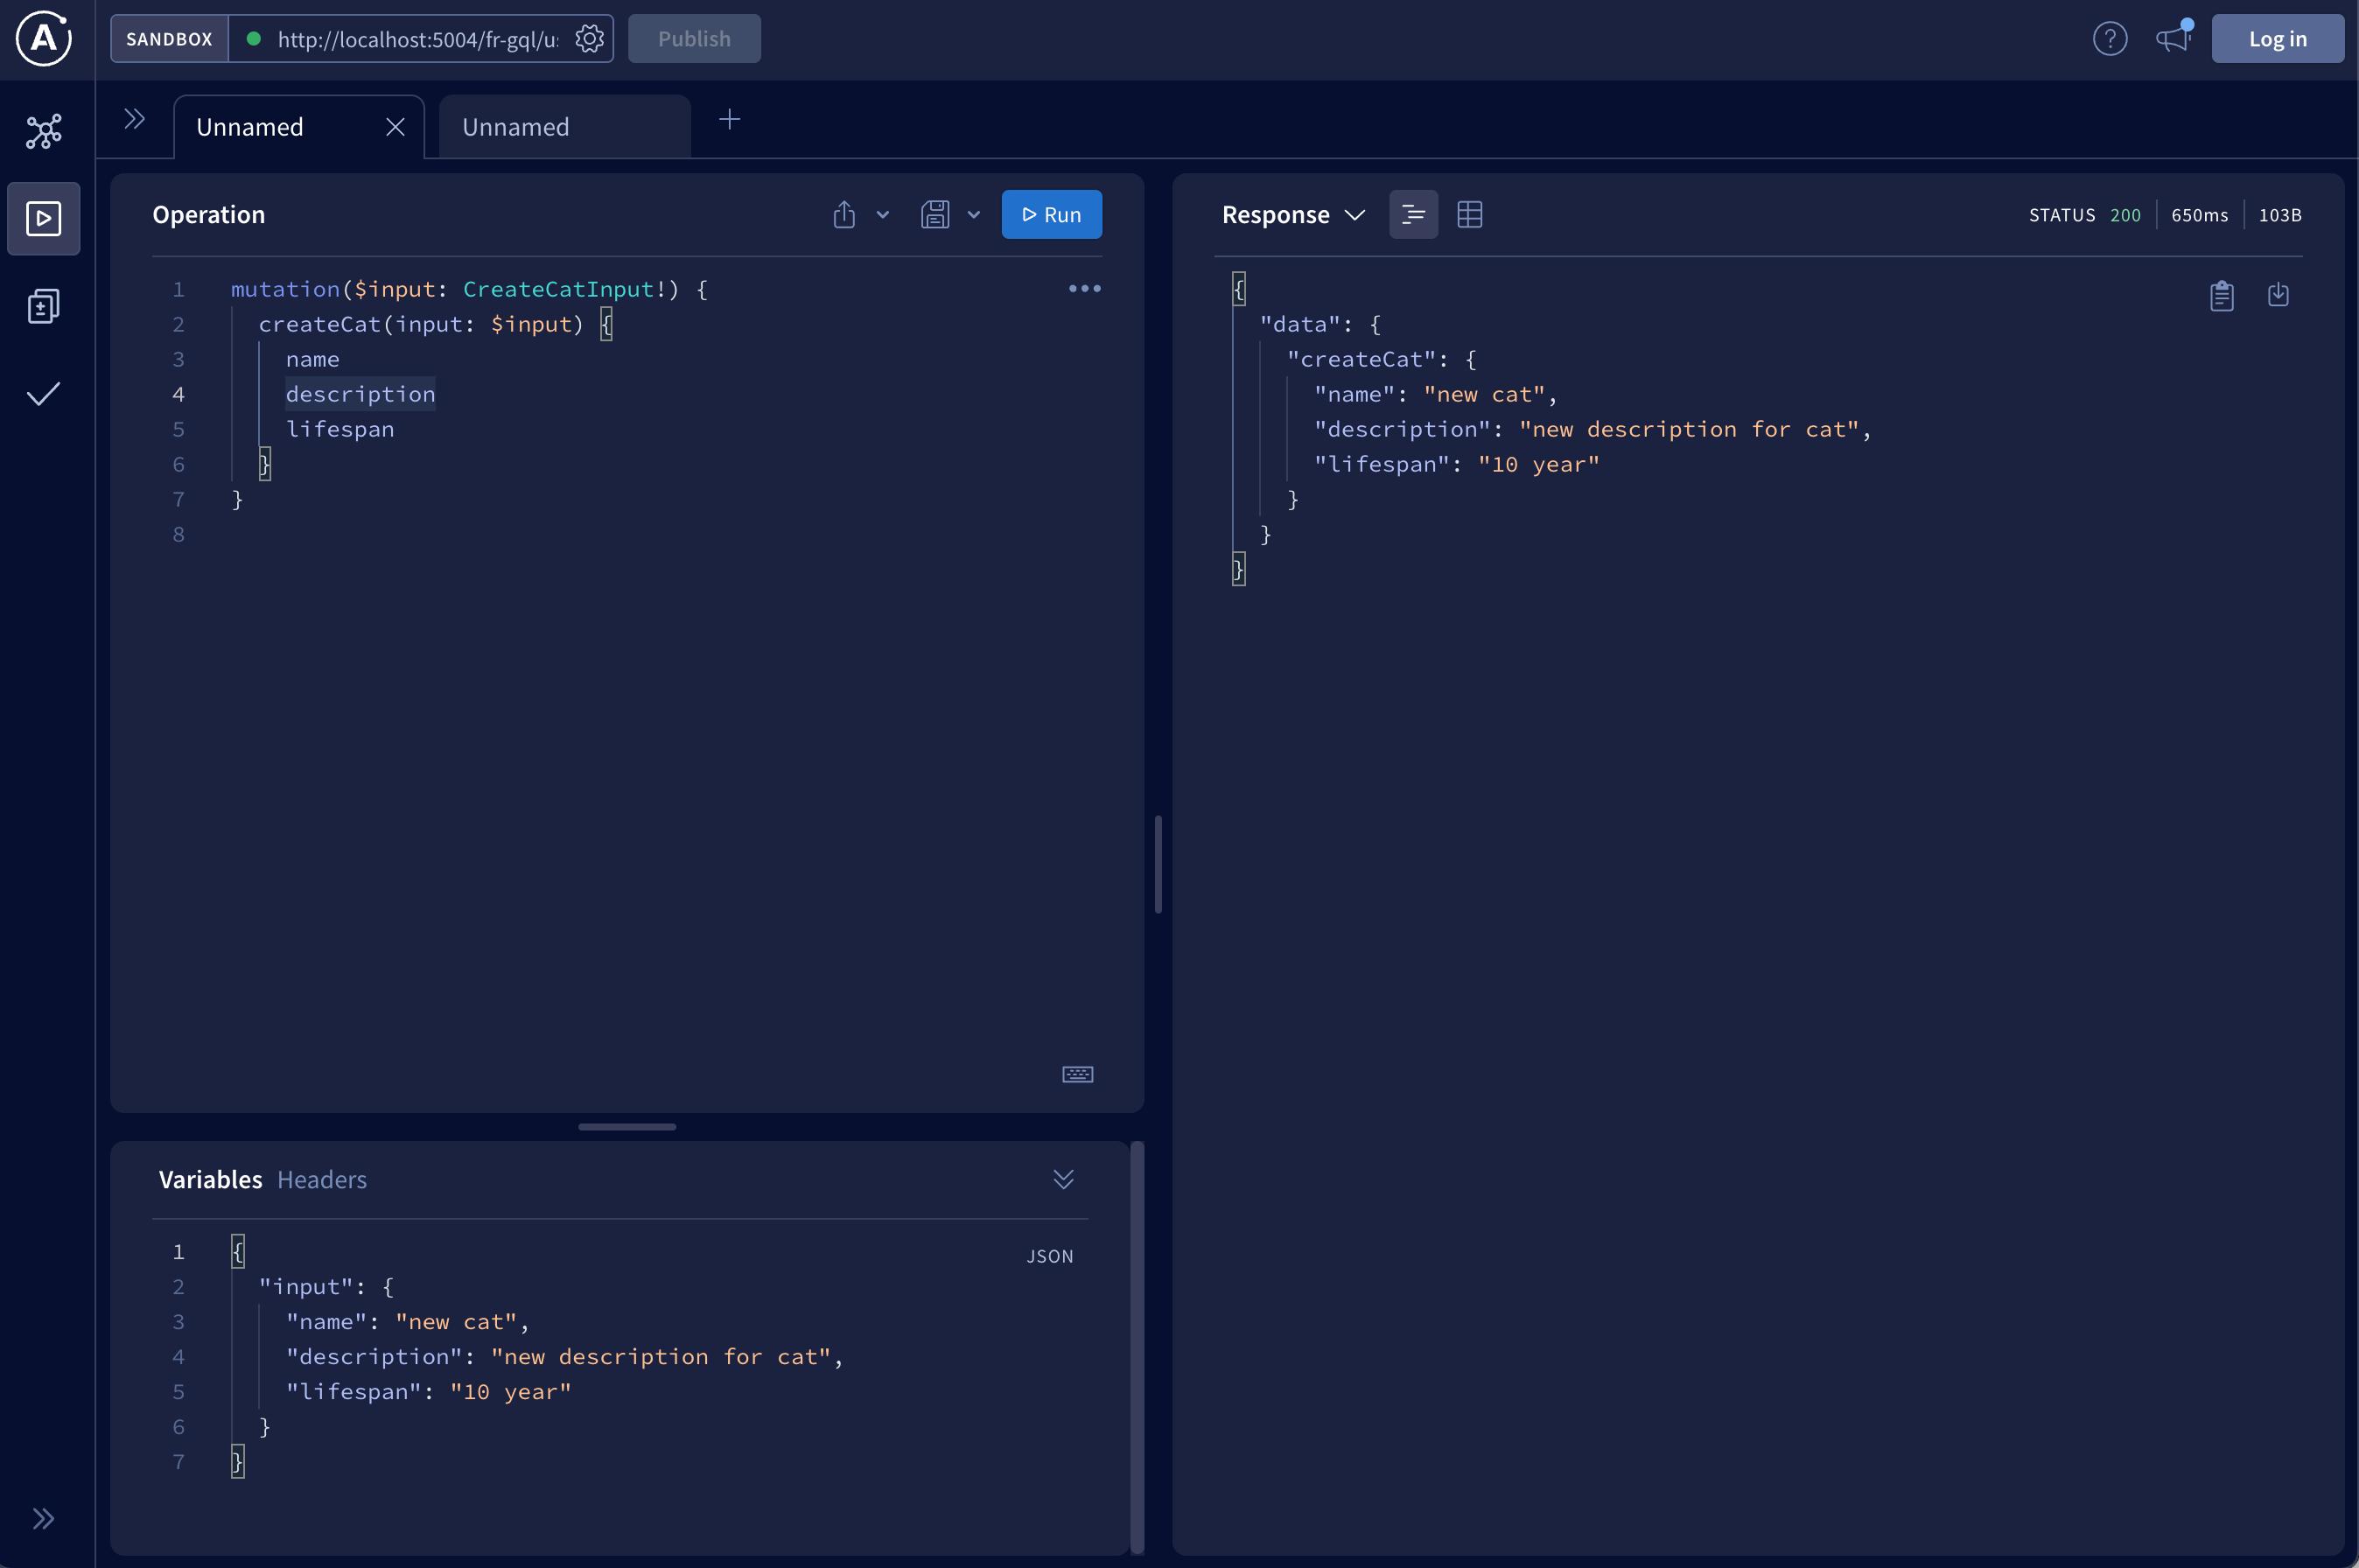 A SANDBOX http://localhost:5004/fr-gql/u Publish ? Log in
Unnamed Unnamed
Operation Run
1 mutation($input: CreateCatInput!) {
2 createCat(input: $input) {
3 name
4 description
5 lifespan
6 }
7 }
8
Variables Headers
JSON
1 {
2 "input": {
3 "name": "new cat",
4 "description": "new description for cat",
5 "lifespan": "10 year"
6 }
7 }
Response STATUS 200 650ms 103B
{
"data": {
"createCat": {
"name": "new cat",
"description": "new description for cat",
"lifespan": "10 year"
}
}
}